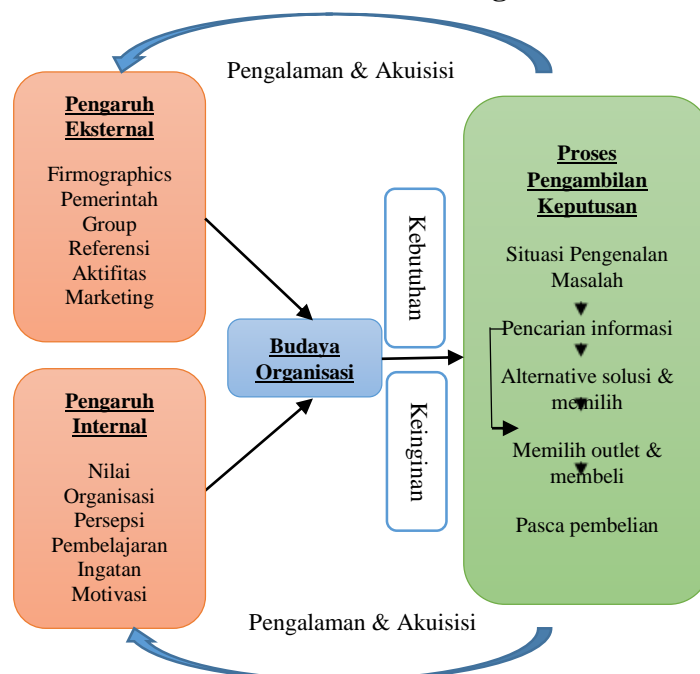 Pengalaman & Akuisisi
Pengaruh
Eksternal
Firmographics
Pemerintah
Group
Referensi
Aktifitas
Marketing
Pengaruh
Internal
Nilai
Organisasi
Persepsi
Pembelajaran
Ingatan
Motivasi
Budaya
Organisasi
Kebutuhan
Keinginan
Proses
Pengambilan
Keputusan
Situasi Pengenalan
Masalah
Pencarian informasi
Alternative solusi &
memilih
Memilih outlet &
membeli
Pasca pembelian
Pengalaman & Akuisisi